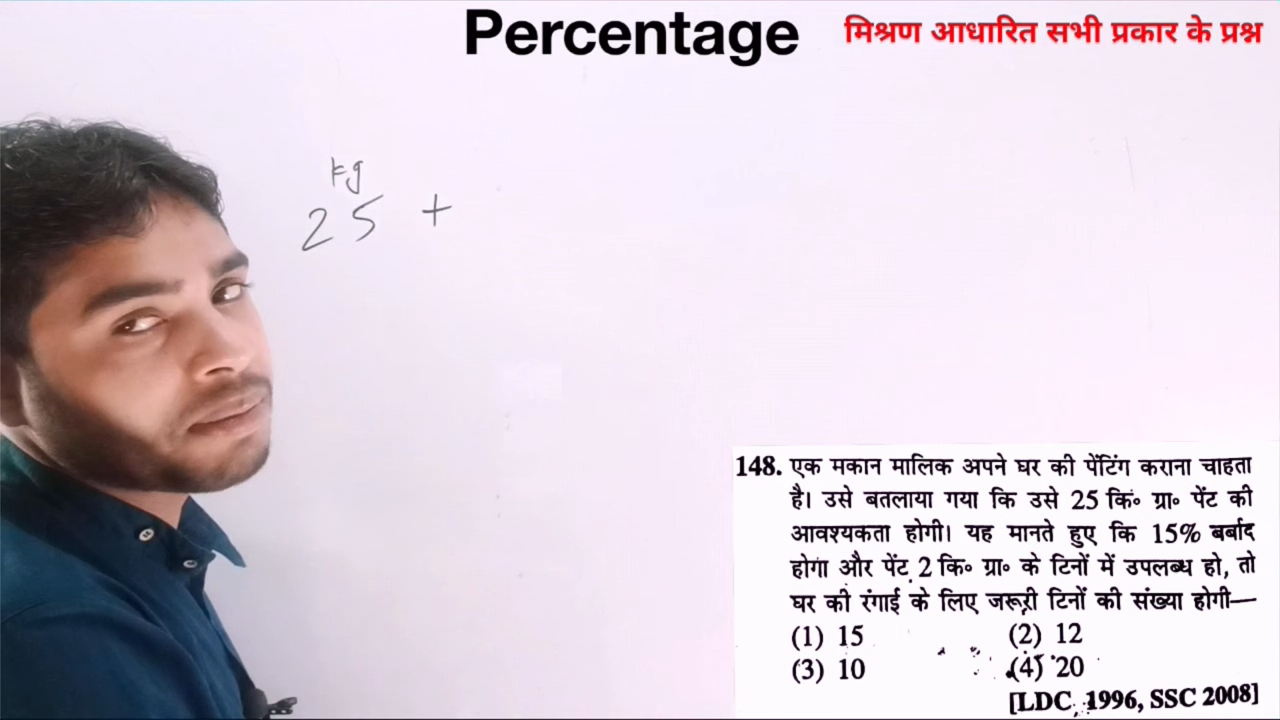 Percentage
मिश्रण आधारित सभी प्रकार के प्रश्न
kg
25 +
148. एक मकान मालिक अपने घर की पेंटिंग कराना चाहता
है। उसे बतलाया गया कि उसे 25 कि॰ ग्रा॰ पेंट की
आवश्यकता होगी। यह मानते हुए कि 15% बर्बाद
होगा और पेंट 2 कि॰ ग्रा॰ के टिनों में उपलब्ध हो, तो
घर की रंगाई के लिए जरूरी टिनों की संख्या होगी—
(1) 15 (2) 12
(3) 10 (4) 20
[LDC, 1996, SSC 2008]